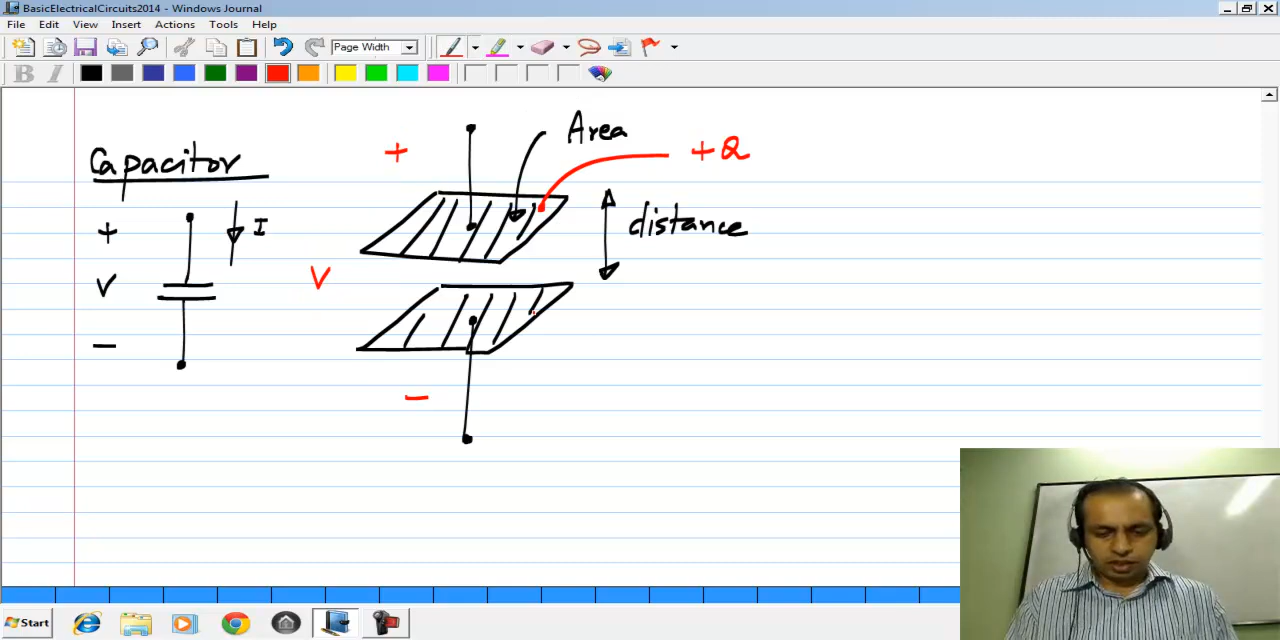 BasicElectricalCircuits2014 - Windows Journal
File Edit View Insert Actions Tools Help
Page Width
B I
Capacitor
+
V
−
I
+
V
−
Area
+Q
distance
Start